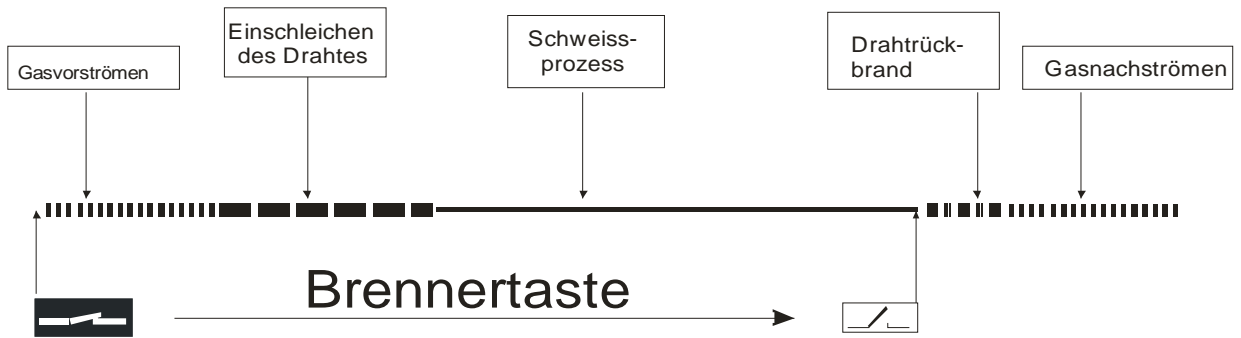 Gasvorströmen
Einschleichen
des Drahtes
Schweiss-
prozess
Drahtrück-
brand
Gasnachströmen
Brennertaste